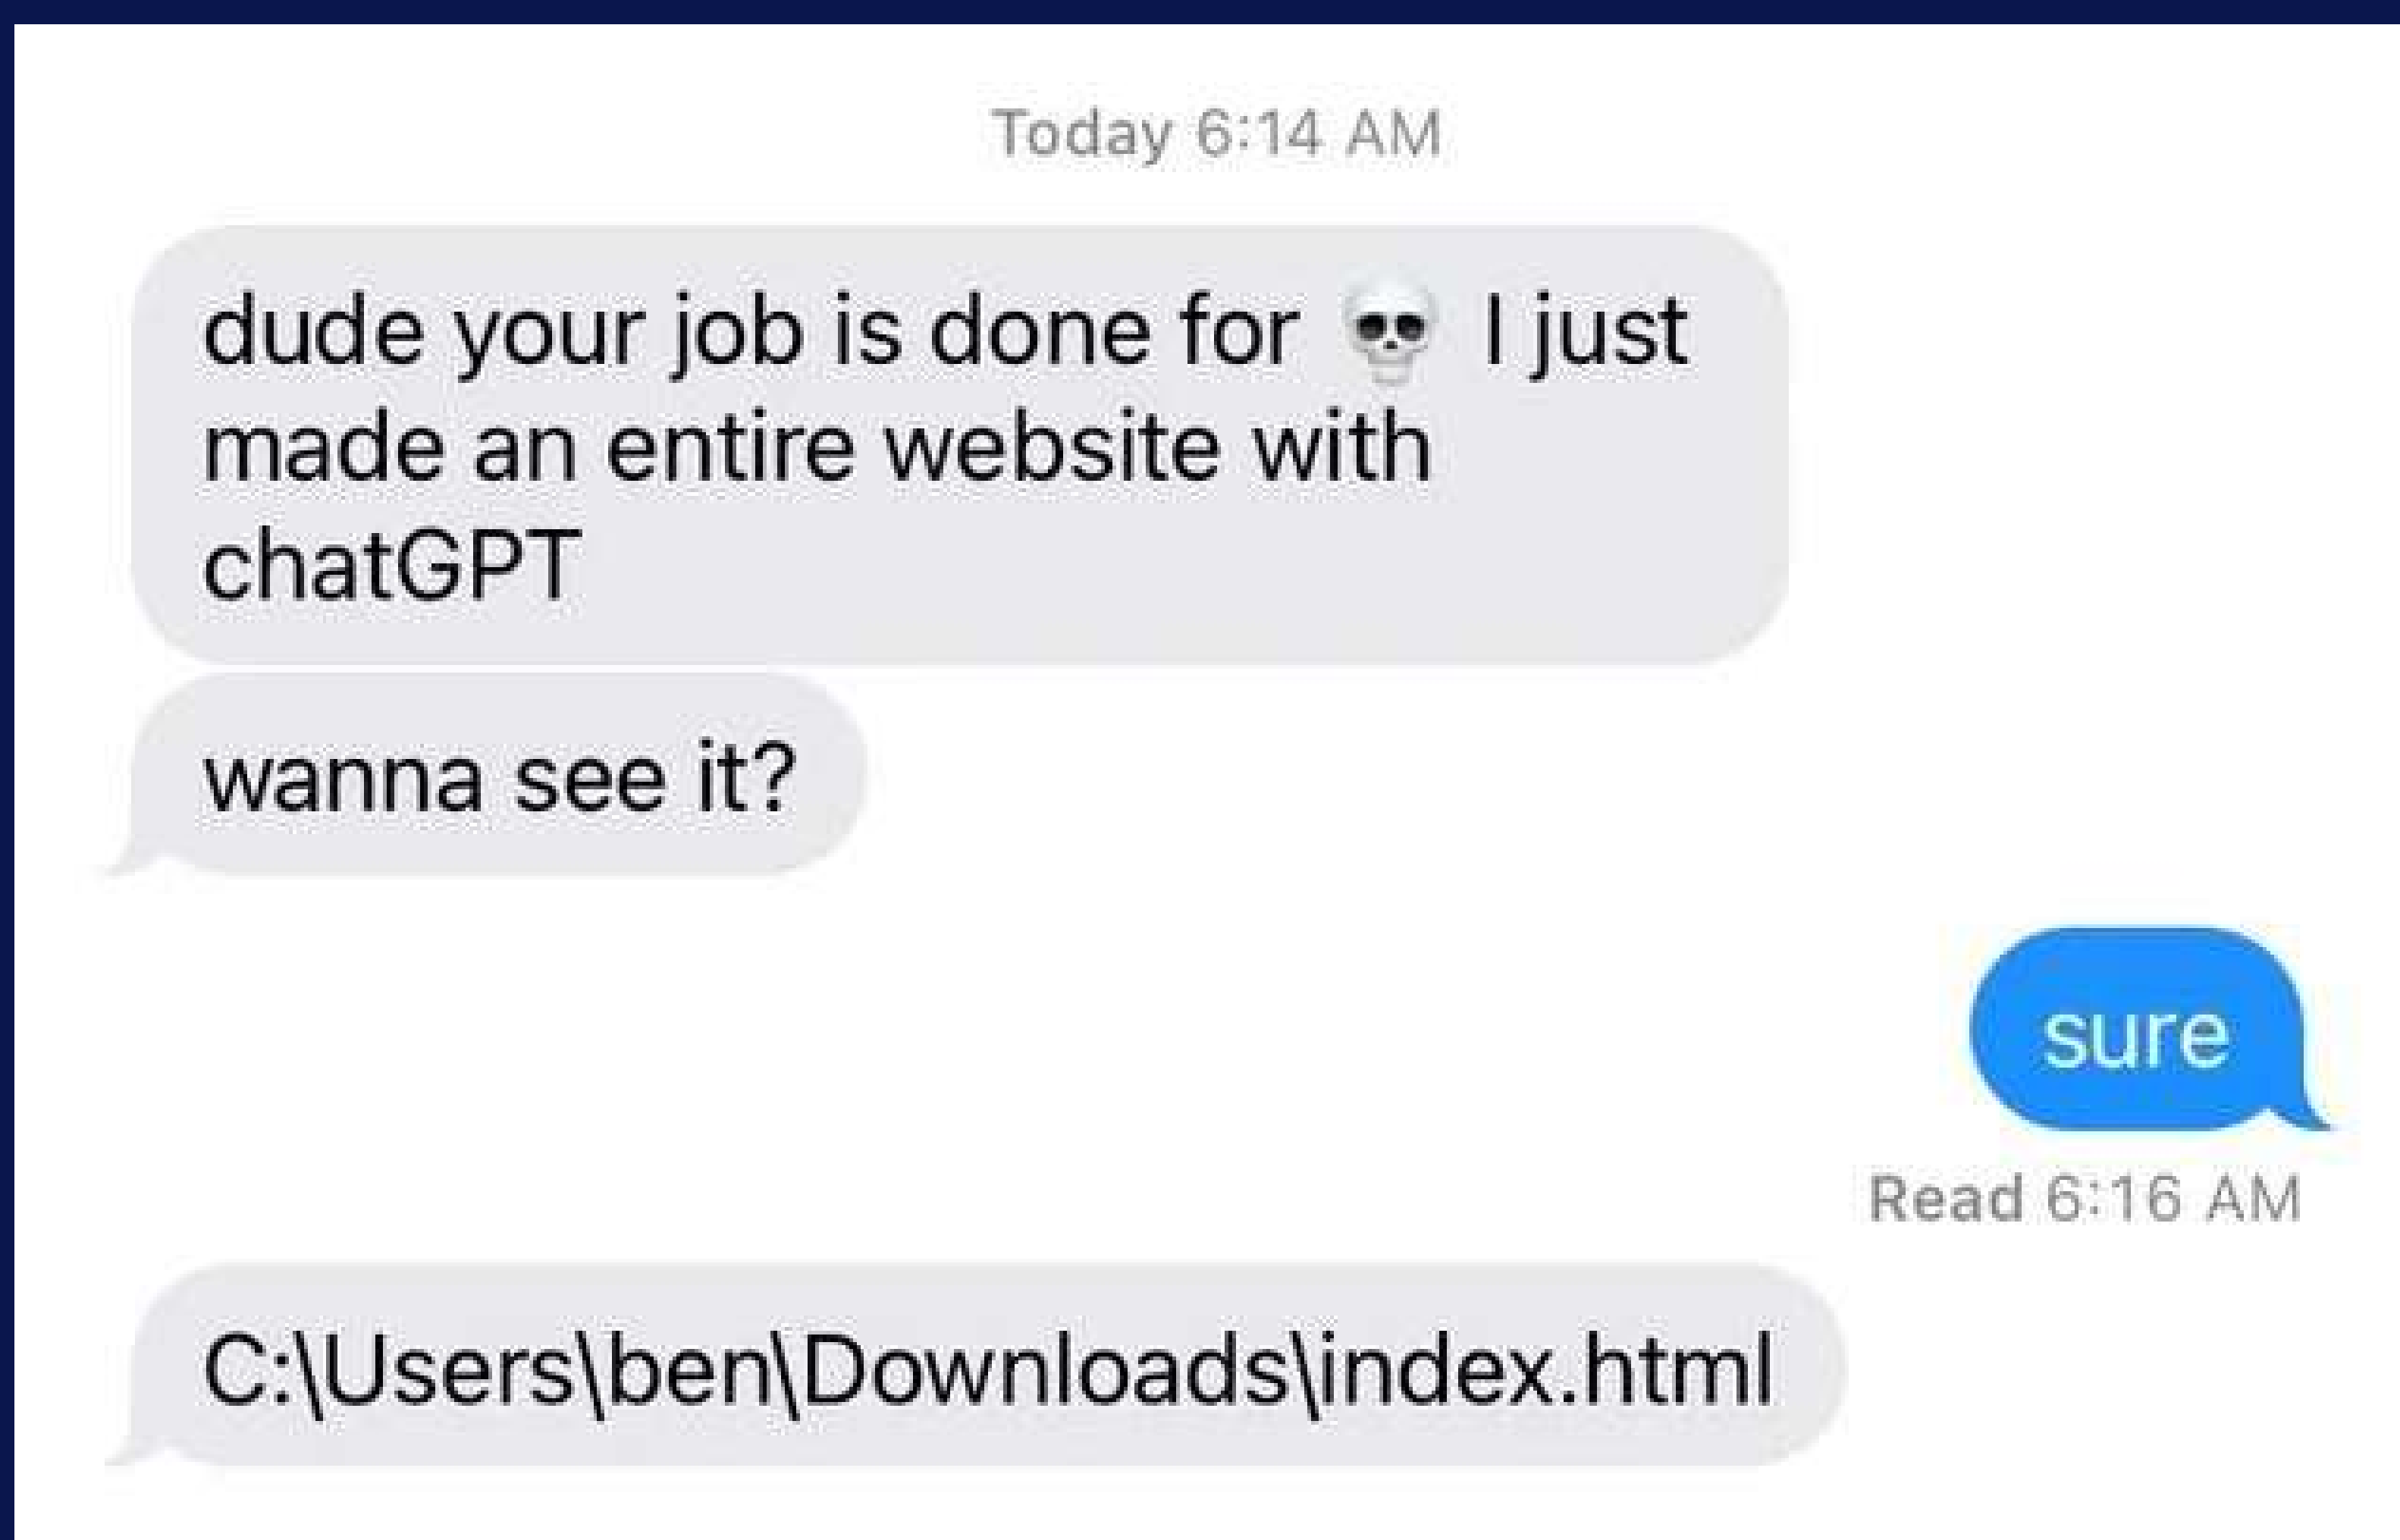 Today 6:14 AM
dude your job is done for 💀 I just
made an entire website with
chatGPT
wanna see it?
sure
Read 6:16 AM
C:\Users\ben\Downloads\index.html